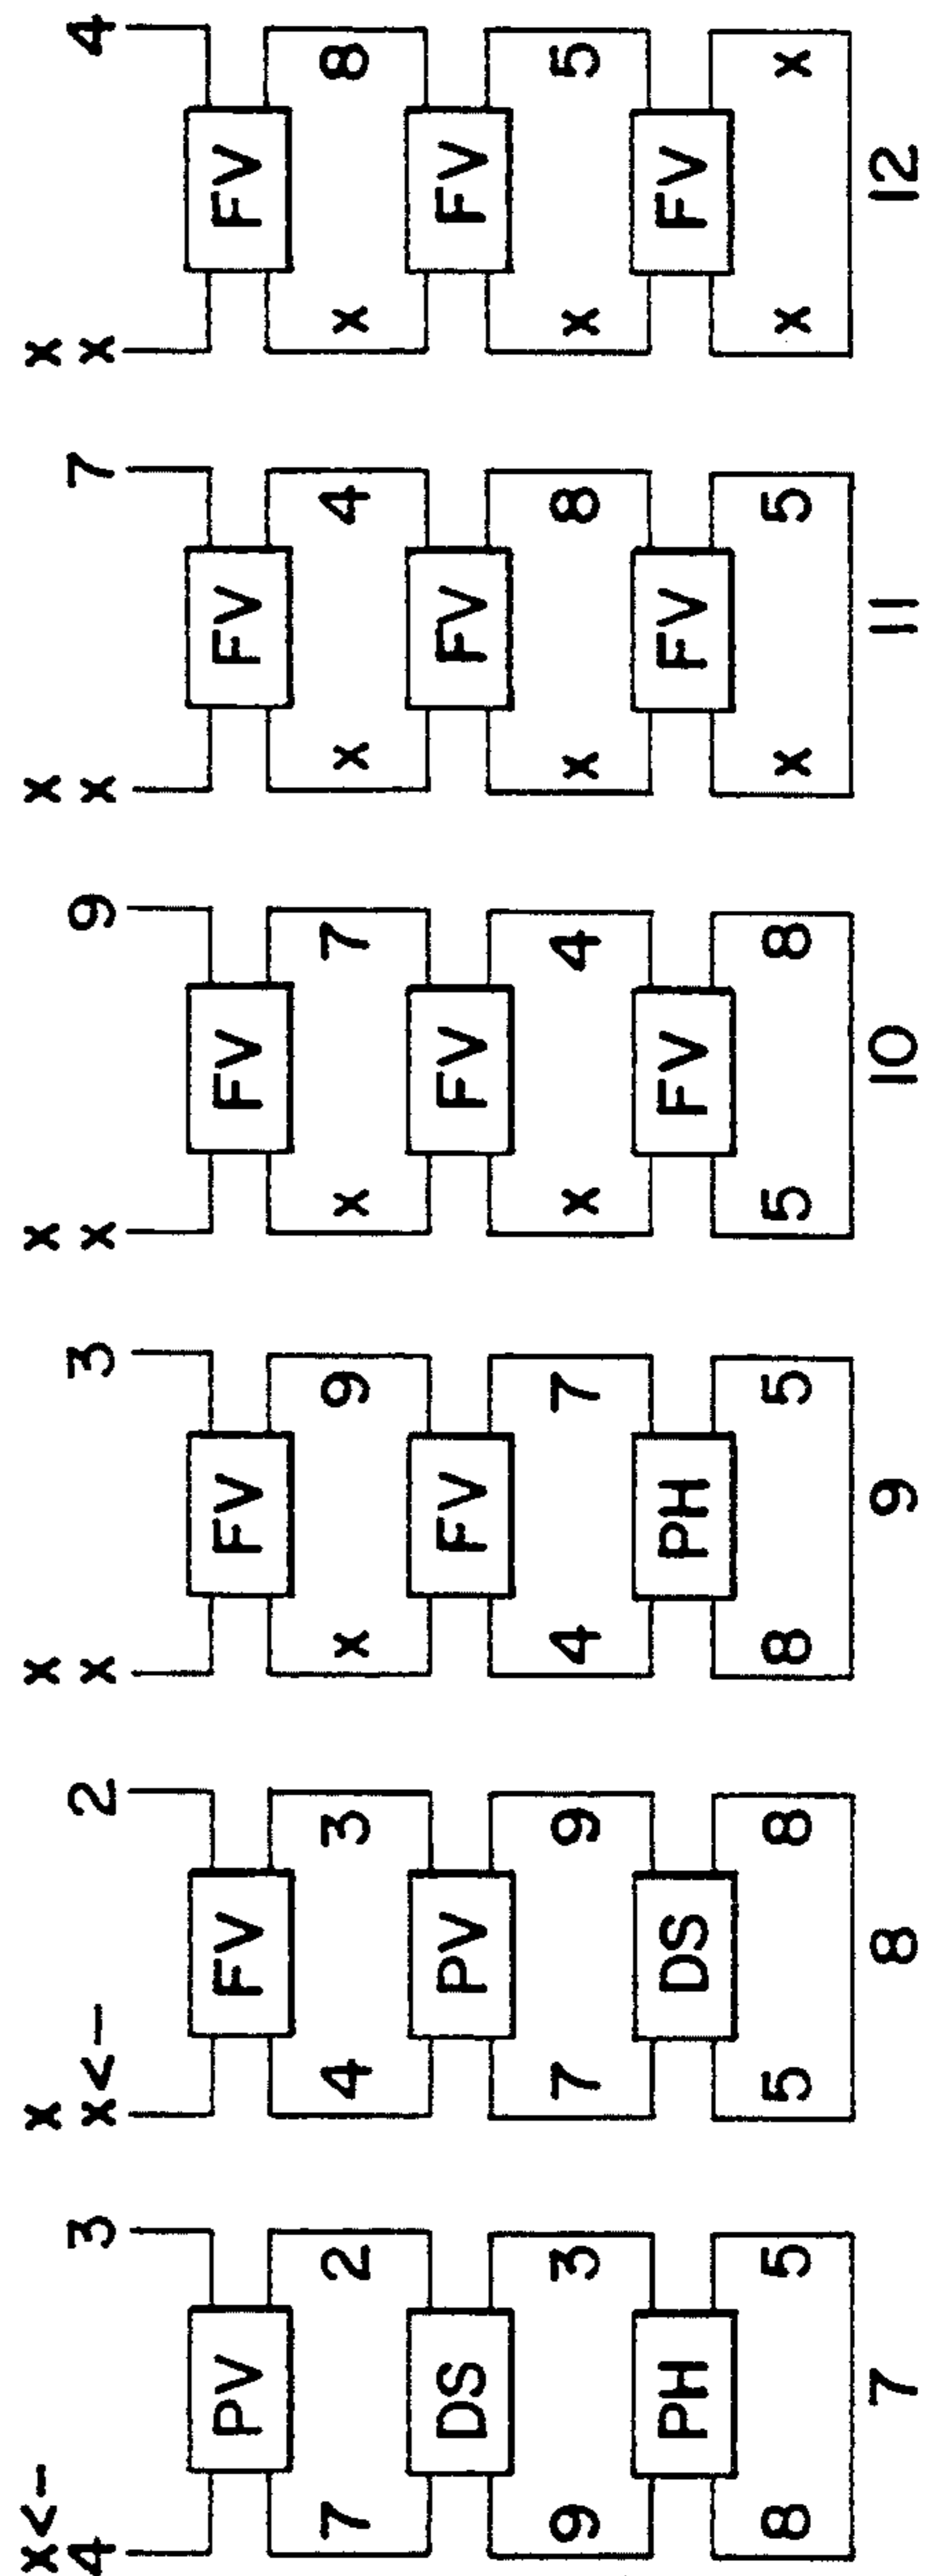 x<- x x x x x
4 3 x<- 2 x 3 x 9 x 7 x 4
PV FV FV FV FV FV
7 2 4 3 x 9 x 7 x 4 x 8
DS PV FV FV FV FV
9 3 7 9 4 7 x 4 x 8 x 5
PH DS PH FV FV FV
8 5 5 8 8 5 5 8 x 5 x x
7 8 9 10 11 12